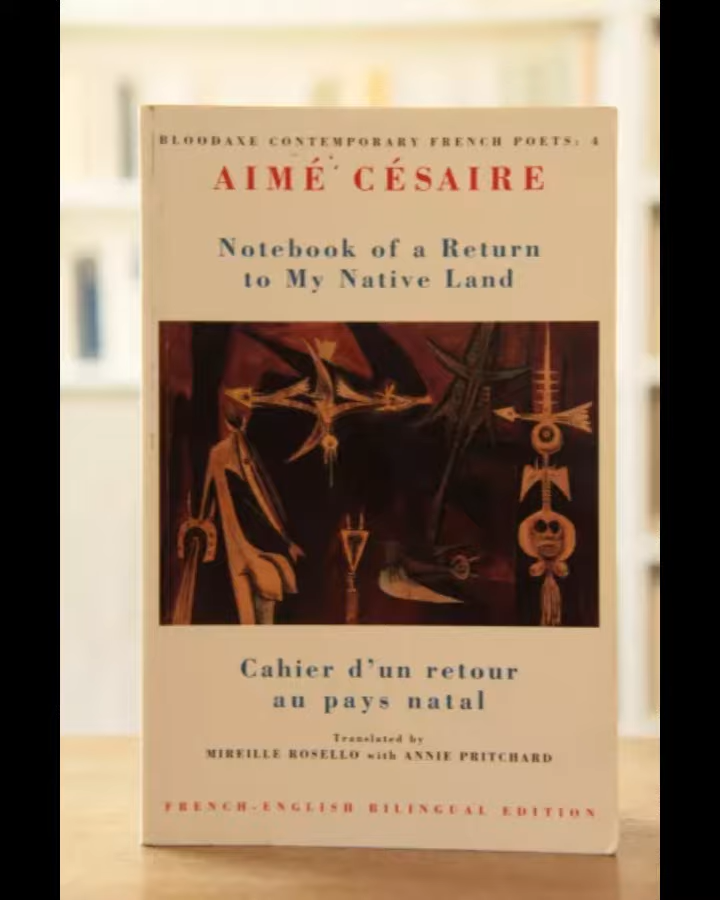 BLOODAXE CONTEMPORARY FRENCH POETS: 4
AIMÉ CÉSAIRE
Notebook of a Return
to My Native Land
Cahier d'un retour
au pays natal
Translated by
MIREILLE ROSELLO with ANNIE PRITCHARD
FRENCH-ENGLISH BILINGUAL EDITION